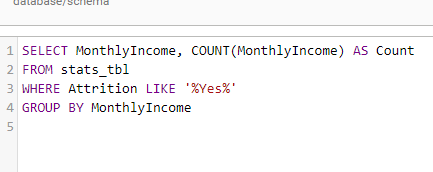 database/schema
1 SELECT MonthlyIncome, COUNT(MonthlyIncome) AS Count
2 FROM stats_tbl
3 WHERE Attrition LIKE '%Yes%'
4 GROUP BY MonthlyIncome
5